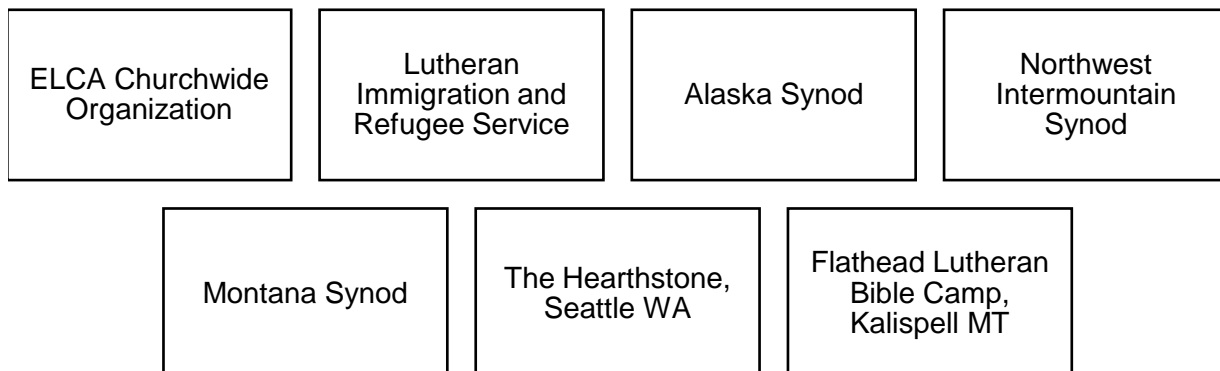 ELCA Churchwide
Organization
Lutheran
Immigration and
Refugee Service
Alaska Synod
Northwest
Intermountain
Synod
Montana Synod
The Hearthstone,
Seattle WA
Flathead Lutheran
Bible Camp,
Kalispell MT